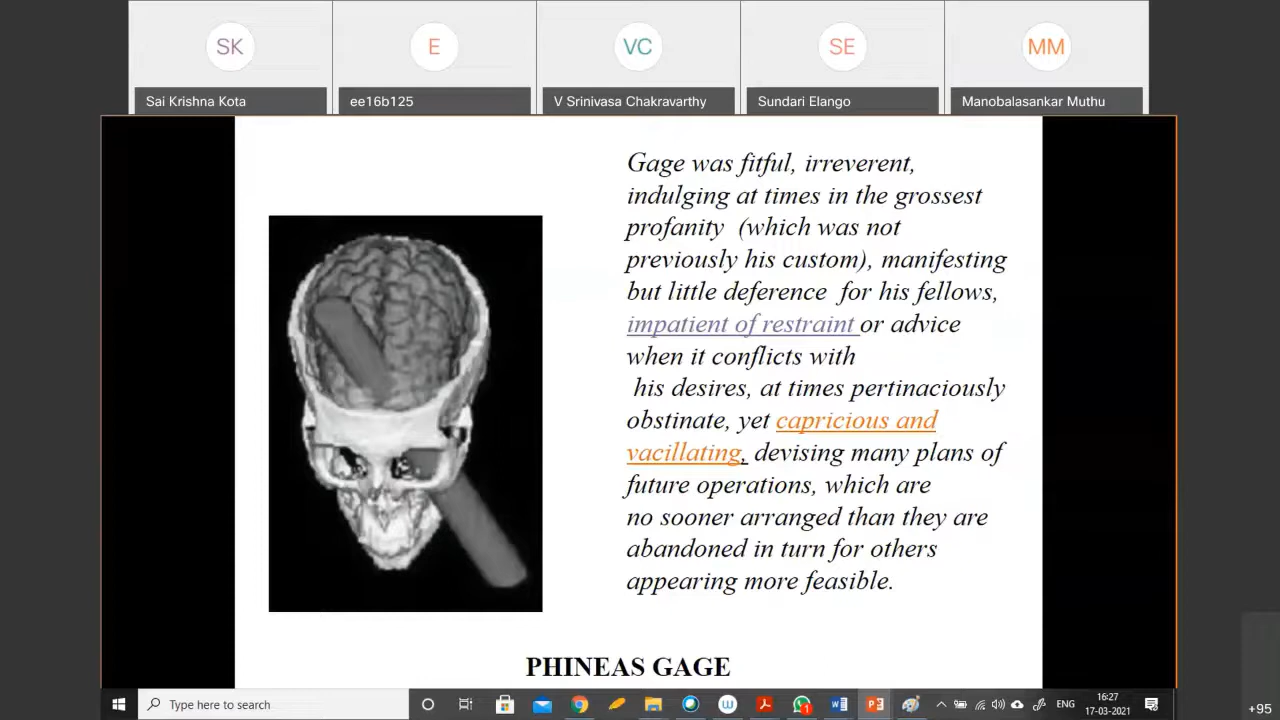 SK
E
VC
SE
MM
Sai Krishna Kota
ee16b125
V Srinivasa Chakravarthy
Sundari Elango
Manobalasankar Muthu
Gage was fitful, irreverent,
indulging at times in the grossest
profanity (which was not
previously his custom), manifesting
but little deference for his fellows,
impatient of restraint or advice
when it conflicts with
his desires, at times pertinaciously
obstinate, yet capricious and
vacillating, devising many plans of
future operations, which are
no sooner arranged than they are
abandoned in turn for others
appearing more feasible.
PHINEAS GAGE
Type here to search
ENG
16:27
17-03-2021
+95